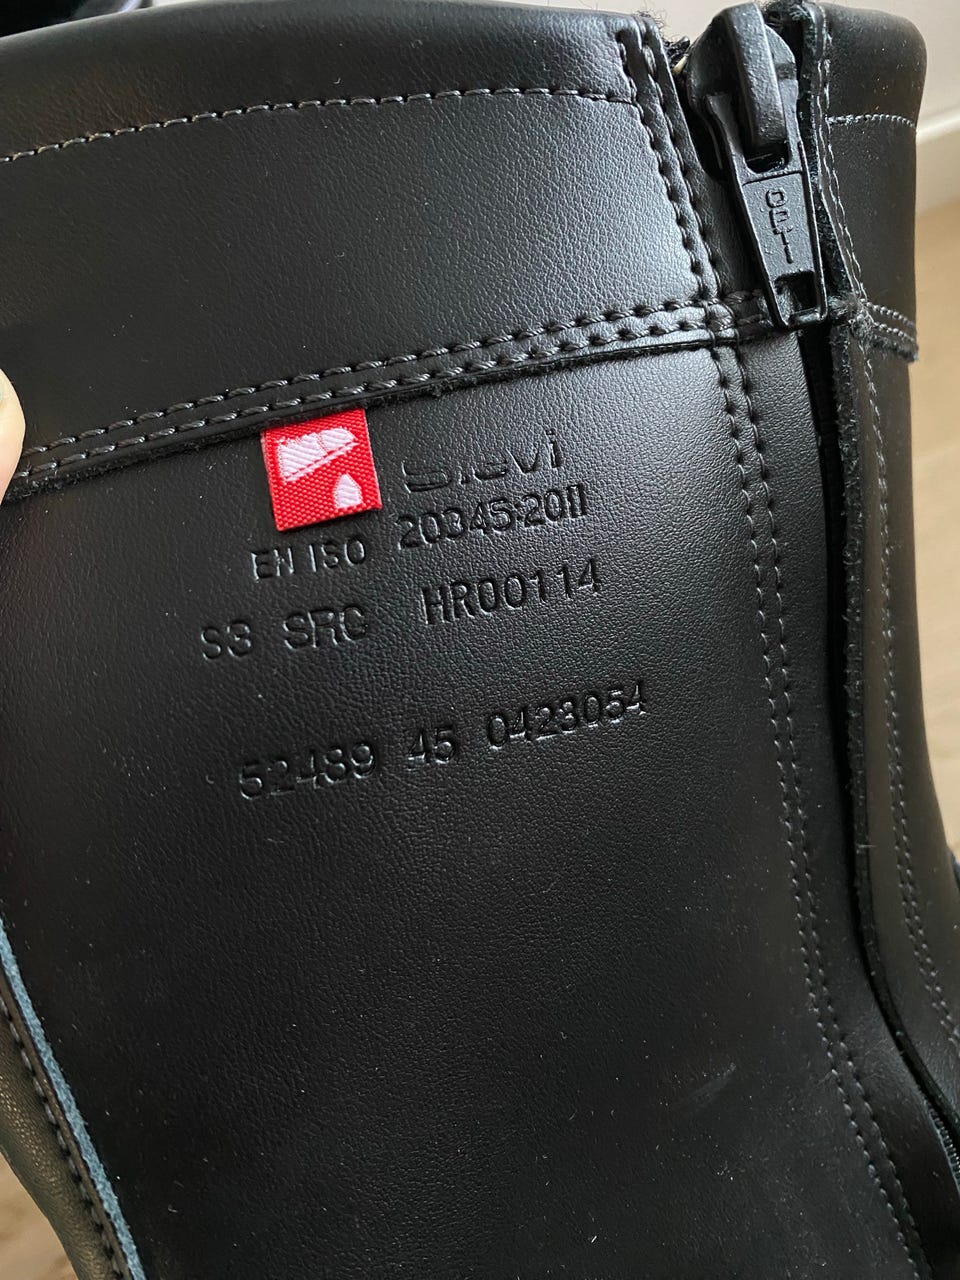 OPTI
Sievi
EN ISO 20345:2011
S3 SRC HR00114
52489 45 0423054